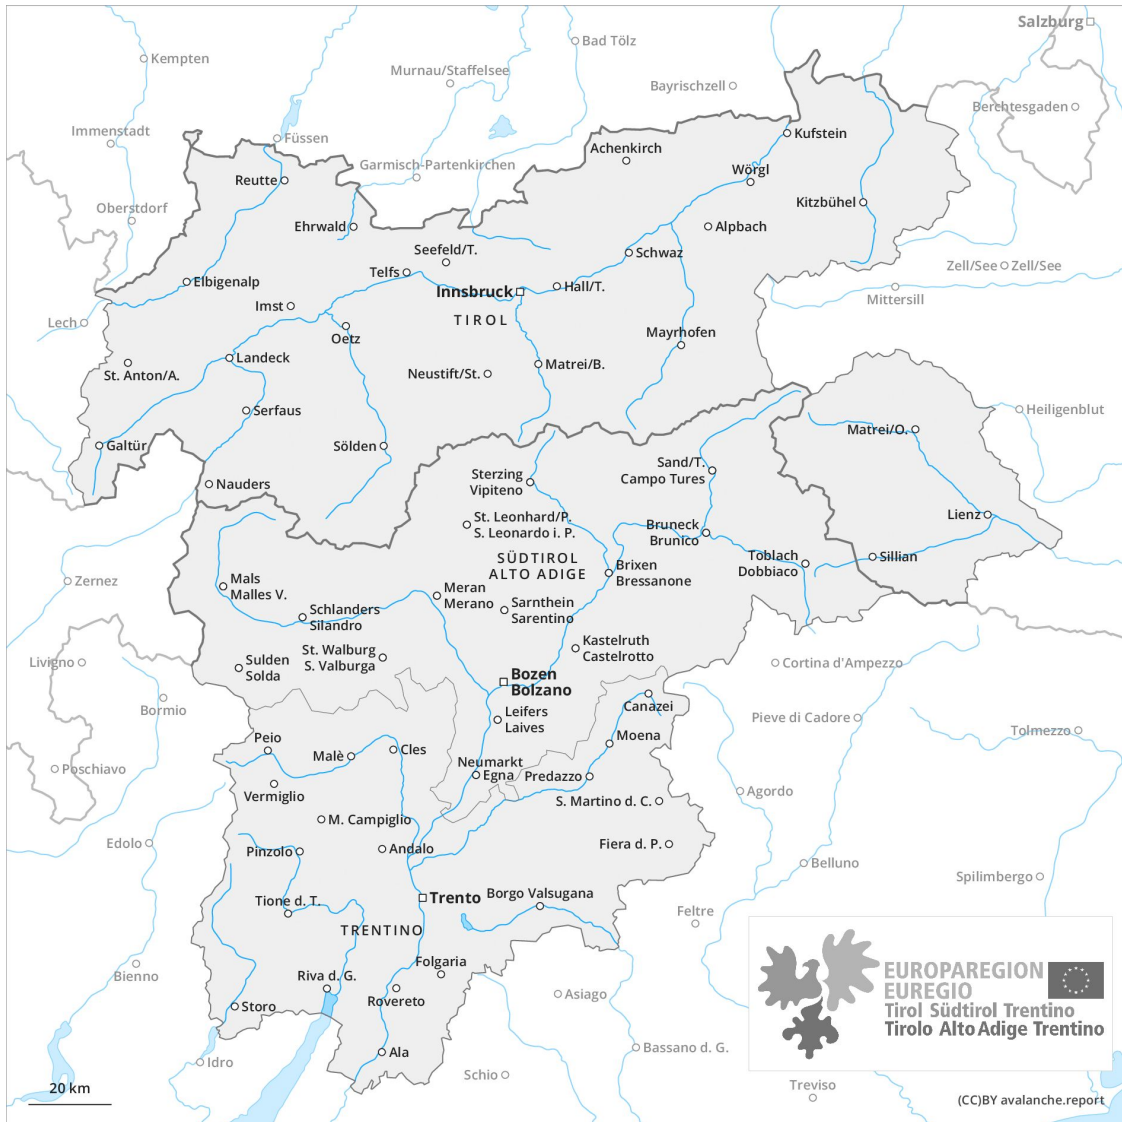 Salzburg
Bad Tölz
Kempten
Murnau/Staffelsee
Bayrischzell
Berchtesgaden
Immenstadt
Füssen
Kufstein
Achenkirch
Garmisch-Partenkirchen
Wörgl
Reutte
Oberstdorf
Kitzbühel
Ehrwald
Alpbach
Seefeld/T.
Schwaz
Zell/See
Zell/See
Telfs
Elbigenalp
Hall/T.
Innsbruck
Mittersill
Imst
Lech
TIROL
Oetz
Mayrhofen
Landeck
Matrei/B.
St. Anton/A.
Neustift/St.
Serfaus
Heiligenblut
Matrei/O.
Galtür
Sölden
Sand/T.
Campo Tures
Sterzing
Vipiteno
Nauders
St. Leonhard/P.
S. Leonardo i. P.
Lienz
Bruneck
Brunico
SÜDTIROL
ALTO ADIGE
Toblach
Dobbiaco
Sillian
Brixen
Bressanone
Zernez
Mals
Malles V.
Meran
Merano
Sarnthein
Sarentino
Schlanders
Silandro
Kastelruth
Castelrotto
St. Walburg
S. Valburga
Livigno
Sulden
Solda
Cortina d'Ampezzo
Bozen
Bolzano
Bormio
Canazei
Leifers
Laives
Pieve di Cadore
Tolmezzo
Peio
Moena
Cles
Malè
Neumarkt
Egna
Predazzo
Poschiavo
Vermiglio
S. Martino d. C.
Agordo
M. Campiglio
Edolo
Fiera d. P.
Pinzolo
Andalo
Belluno
Spilimbergo
Borgo Valsugana
Trento
Tione d. T.
Feltre
TRENTINO
Folgaria
Bienno
Riva d. G.
Rovereto
Asiago
Storo
EUROPAREGION
EUREGIO
Tirol Südtirol Trentino
Tirolo Alto Adige Trentino
Ala
Bassano d. G.
Idro
Schio
Treviso
20 km
(CC)BY avalanche.report